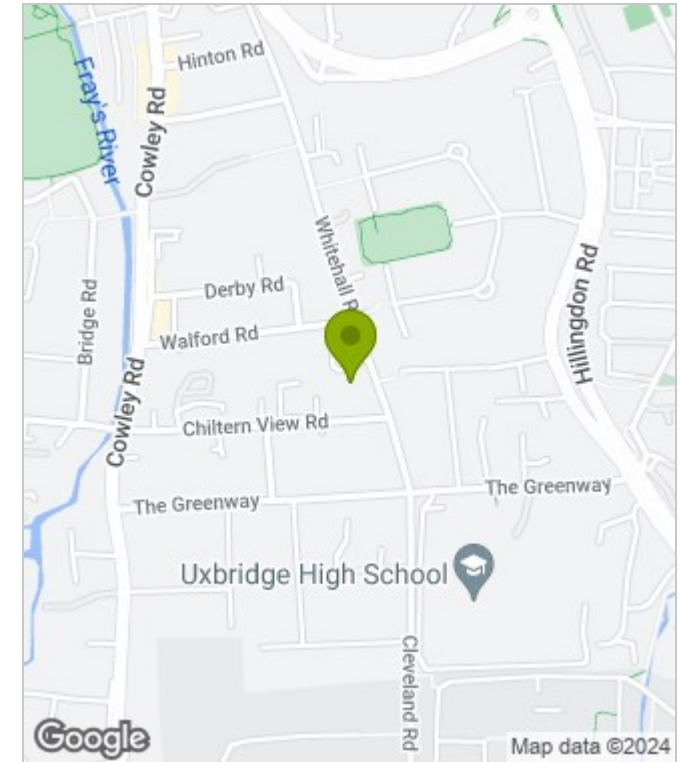 Hinton Rd
Fray's River
Cowley Rd
Whitehall R
Derby Rd
Hillingdon Rd
Bridge Rd
Walford Rd
Cowley Rd
Chiltern View Rd
The Greenway
The Greenway
Uxbridge High School
Cleveland Rd
Google
Map data ©2024